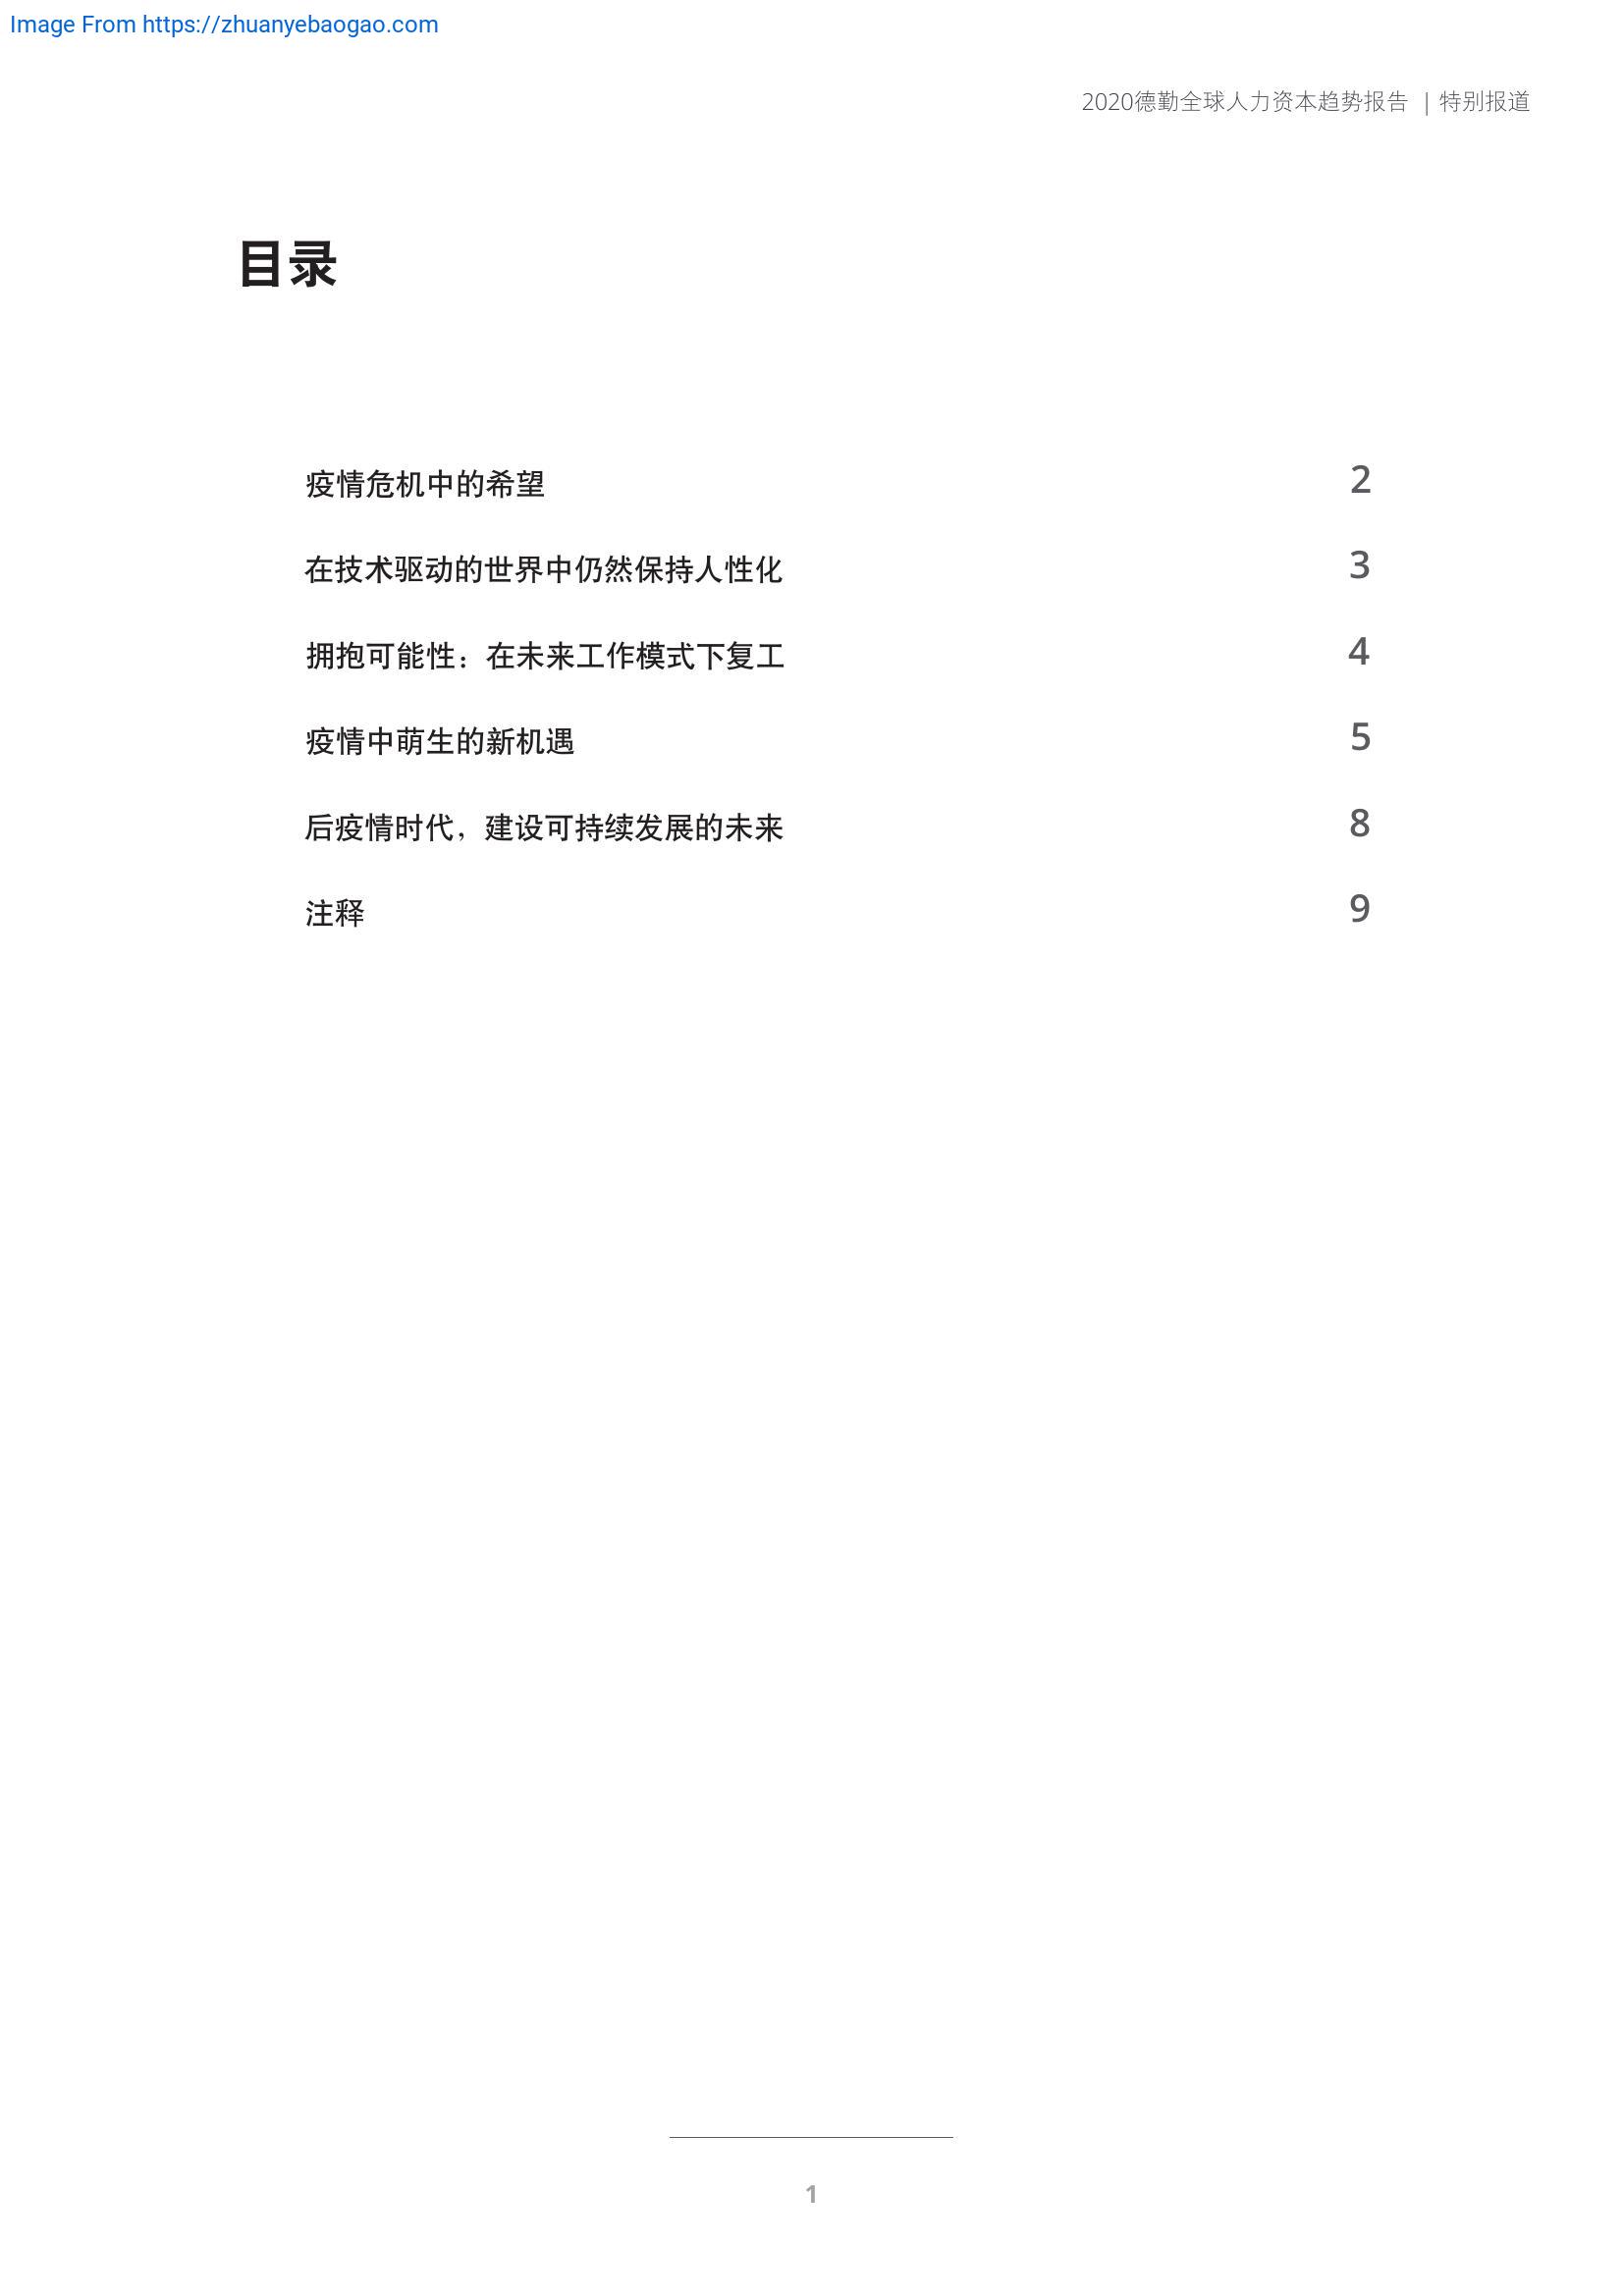 Image From https://zhuanyebaogao.com
2020德勤全球人力资本趋势报告 | 特别报道
目录
疫情危机中的希望 2
在技术驱动的世界中仍然保持人性化 3
拥抱可能性：在未来工作模式下复工 4
疫情中萌生的新机遇 5
后疫情时代，建设可持续发展的未来 8
注释 9
1